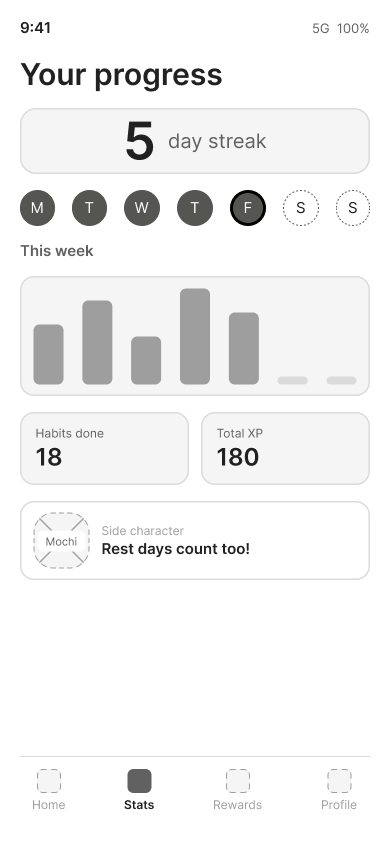 9:41
5G 100%
Your progress
5 day streak
M T W T F S S
This week
Habits done
18
Total XP
180
Mochi
Side character
Rest days count too!
Home Stats Rewards Profile